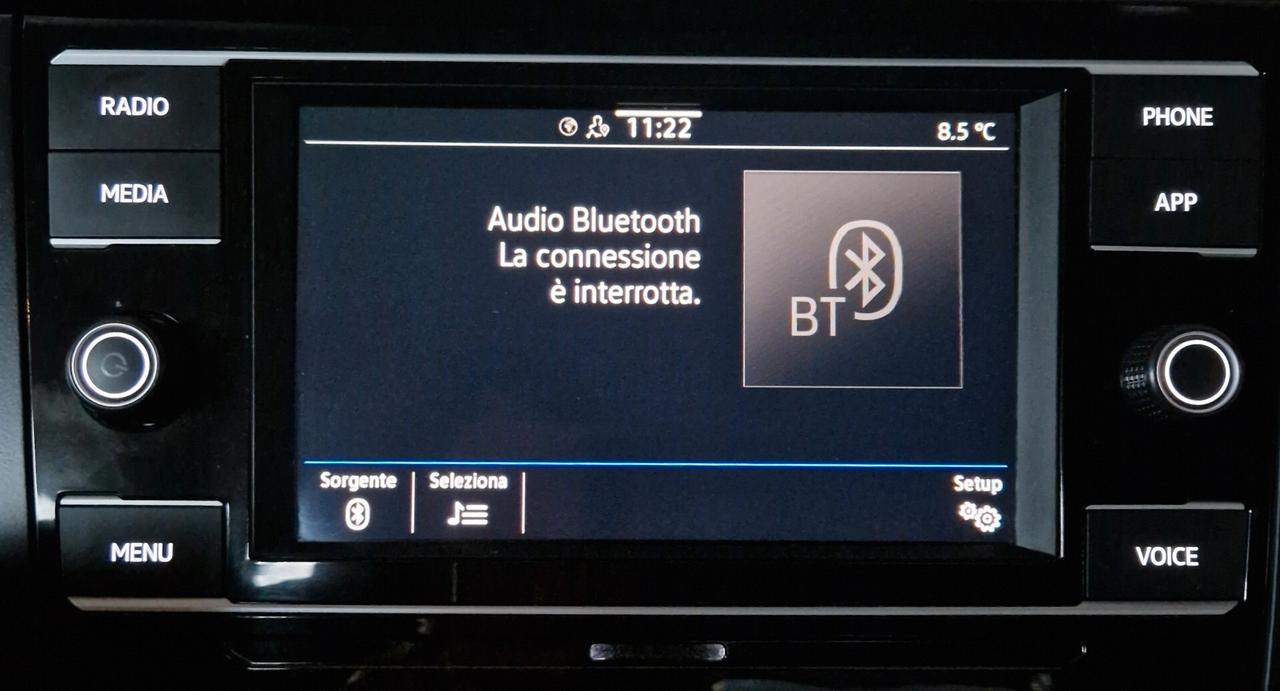 RADIO
MEDIA
MENU
11:22
8.5 °C
Audio Bluetooth
La connessione
è interrotta.
BT
Sorgente
Seleziona
Setup
PHONE
APP
VOICE